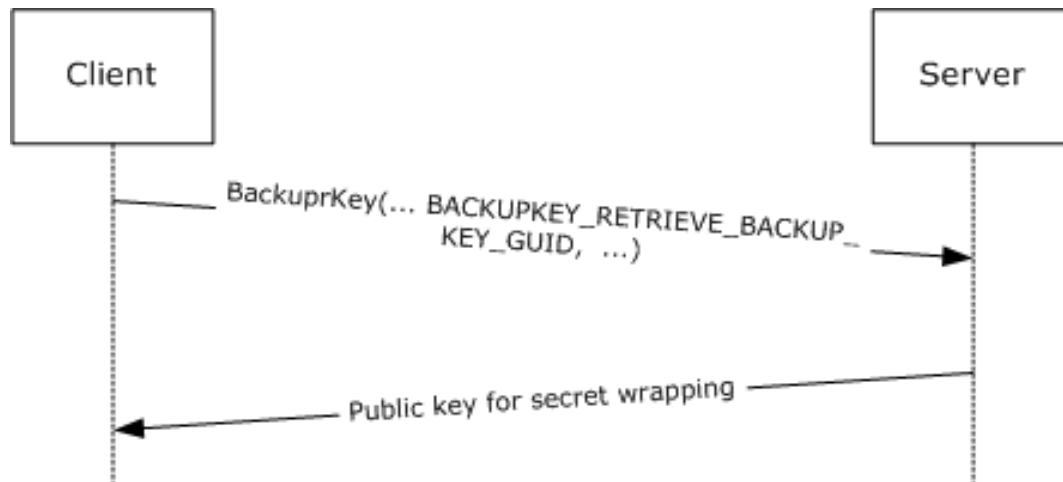 Client
Server
BackuprKey(... BACKUPKEY_RETRIEVE_BACKUP_
KEY_GUID, ...)
Public key for secret wrapping